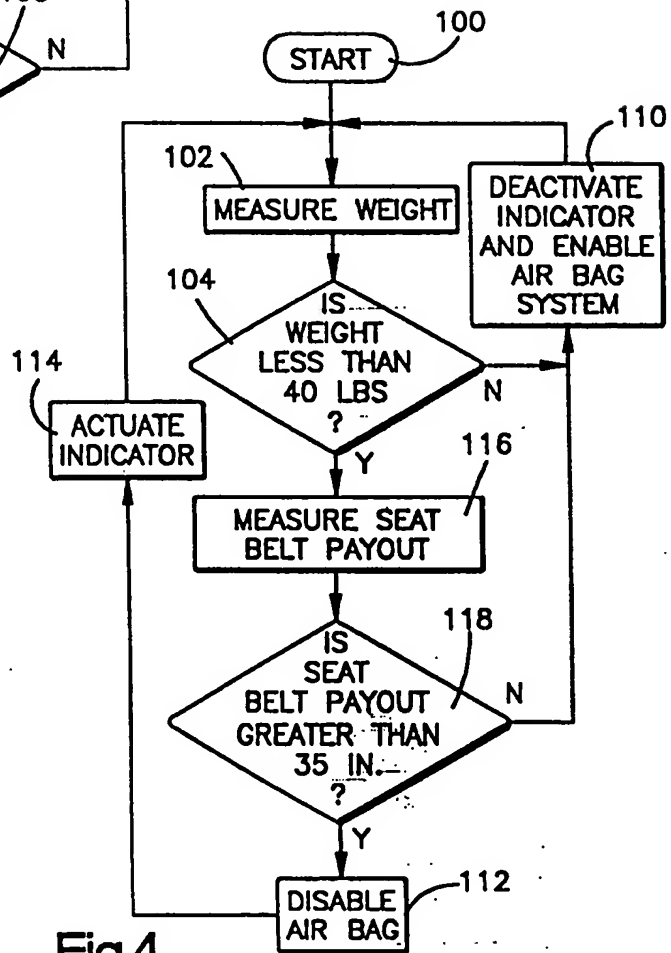 N
START
100
102
MEASURE WEIGHT
110
DEACTIVATE
INDICATOR
AND ENABLE
AIR BAG
SYSTEM
104
IS
WEIGHT
LESS THAN
40 LBS
?
N
Y
114
ACTUATE
INDICATOR
116
MEASURE SEAT
BELT PAYOUT
118
IS
SEAT
BELT PAYOUT
GREATER THAN
35 IN.
?
N
Y
DISABLE
AIR BAG
112
Fig.4